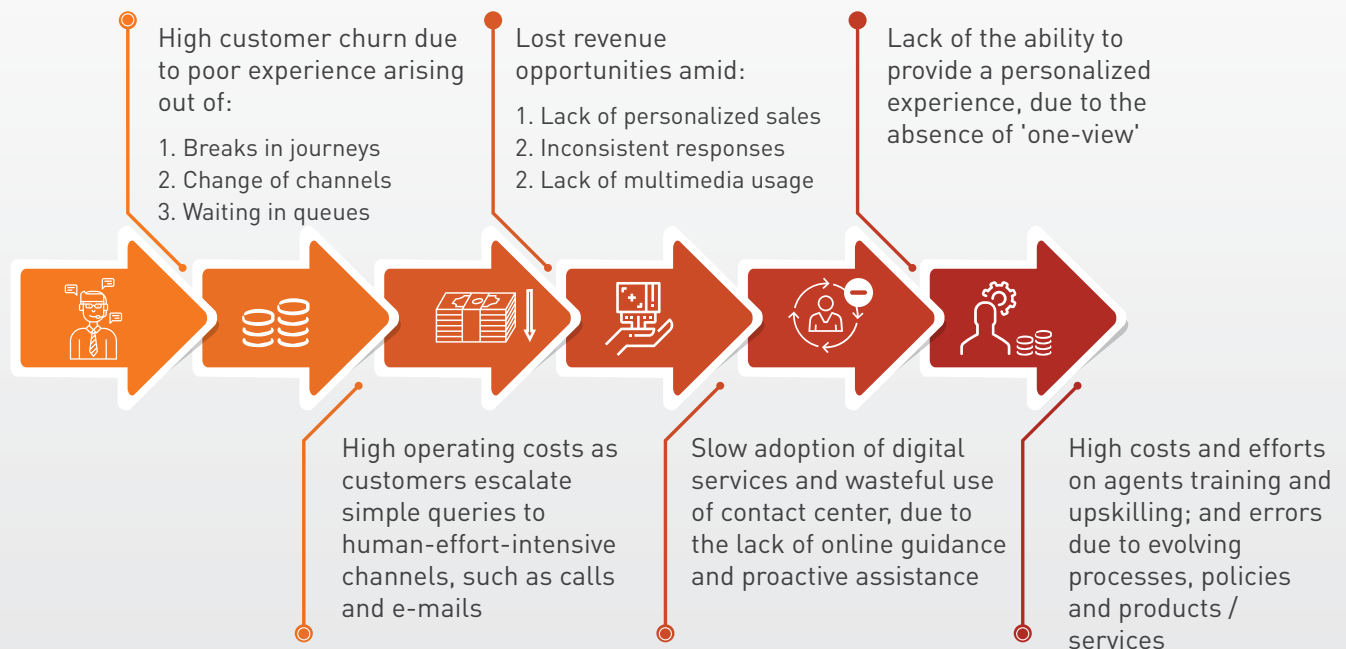 High customer churn due
to poor experience arising
out of:
1. Breaks in journeys
2. Change of channels
3. Waiting in queues
Lost revenue
opportunities amid:
1. Lack of personalized sales
2. Inconsistent responses
2. Lack of multimedia usage
Lack of the ability to
provide a personalized
experience, due to the
absence of 'one-view'
High operating costs as
customers escalate
simple queries to
human-effort-intensive
channels, such as calls
and e-mails
Slow adoption of digital
services and wasteful use
of contact center, due to
the lack of online guidance
and proactive assistance
High costs and efforts
on agents training and
upskilling; and errors
due to evolving
processes, policies
and products /
services